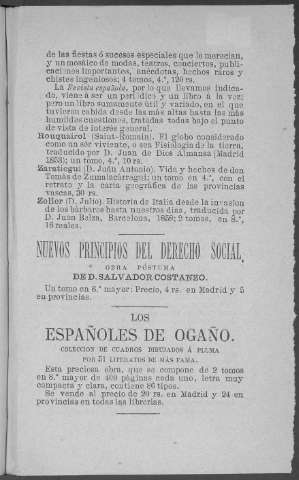 de las fiestas ó sucesos especiales que lo merecian,
y un mosáico de modas, teatros, conciertos, publi-
caciones importantes, anécdotas, hechos raros y
chistes ingeniosos; 4 tomos, 4.º, 120 rs.
La Revista española, por lo que llevamos indica-
do, viene á ser un periódico y un libro á la vez;
pero un libro sumamente útil y variado, en el que
tuvieron cabida desde las más altas hasta las más
humildes cuestiones, tratadas todas bajo el punto
de vista de interés general.
Rouguairol (Saint-Romain). El globo considerado
como un sér viviente, ó sea Fisiología de la tierra,
traducida por D. Juan de Dios Almansa (Madrid
1853); un tomo, 4.º, 10 rs.
Zaratiegui (D. Juan Antonio). Vida y hechos de don
Tomás de Zumalacárregui; un tomo en 4.º, con el
retrato y la carta geográfica de las provincias
vascas, 20 rs.
Zeller (D. Julio). Historia de Italia desde la invasion
de los bárbaros hasta nuestros dias, traducida por
D. Juan Balza, Barcelona, 1858; 2 tomos, en 8.º,
16 reales.
NUEVOS PRINCIPIOS DEL DERECHO SOCIAL,
OBRA PÓSTUMA
DE D. SALVADOR COSTANZO.
Un tomo en 8.º mayor: Precio, 4 rs. en Madrid y 5
en provincias.
LOS
ESPAÑOLES DE OGAÑO.
COLECCION DE CUADROS DIBUJADOS Á PLUMA
POR 51 LITERATOS DE MÁS FAMA.
Esta preciosa obra, que se compone de 2 tomos
en 8.º mayor de 400 páginas cada uno, letra muy
compacta y clara, contiene 86 tipos.
Se vende al precio de 20 rs. en Madrid y 24 en
provincias en todas las librerías.